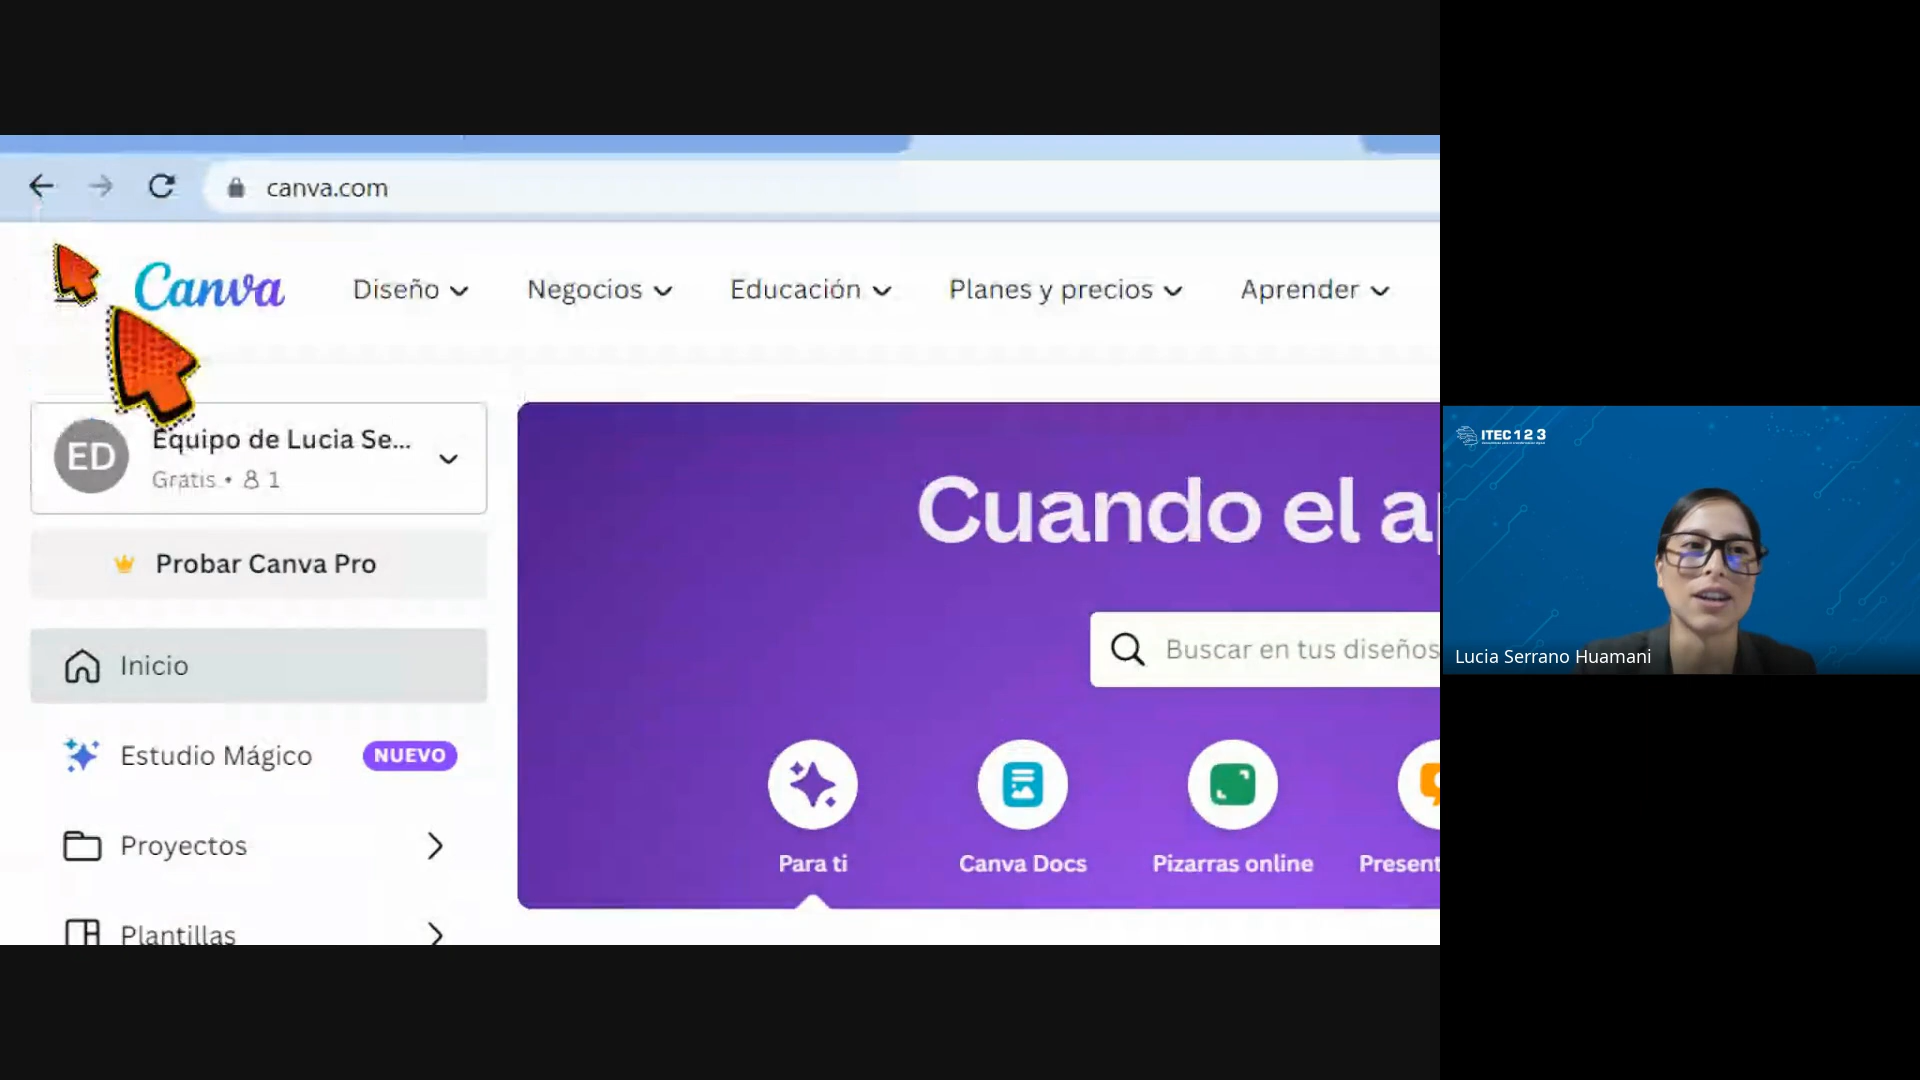 canva.com
Canva
Diseño
Negocios
Educación
Planes y precios
Aprender
ED
Equipo de Lucia Se...
Gratis • 1
Probar Canva Pro
Inicio
Estudio Mágico
NUEVO
Proyectos
Plantillas
Cuando el a
Buscar en tus diseños
Para ti
Canva Docs
Pizarras online
Present
ITEC 1 2 3
Lucia Serrano Huamani